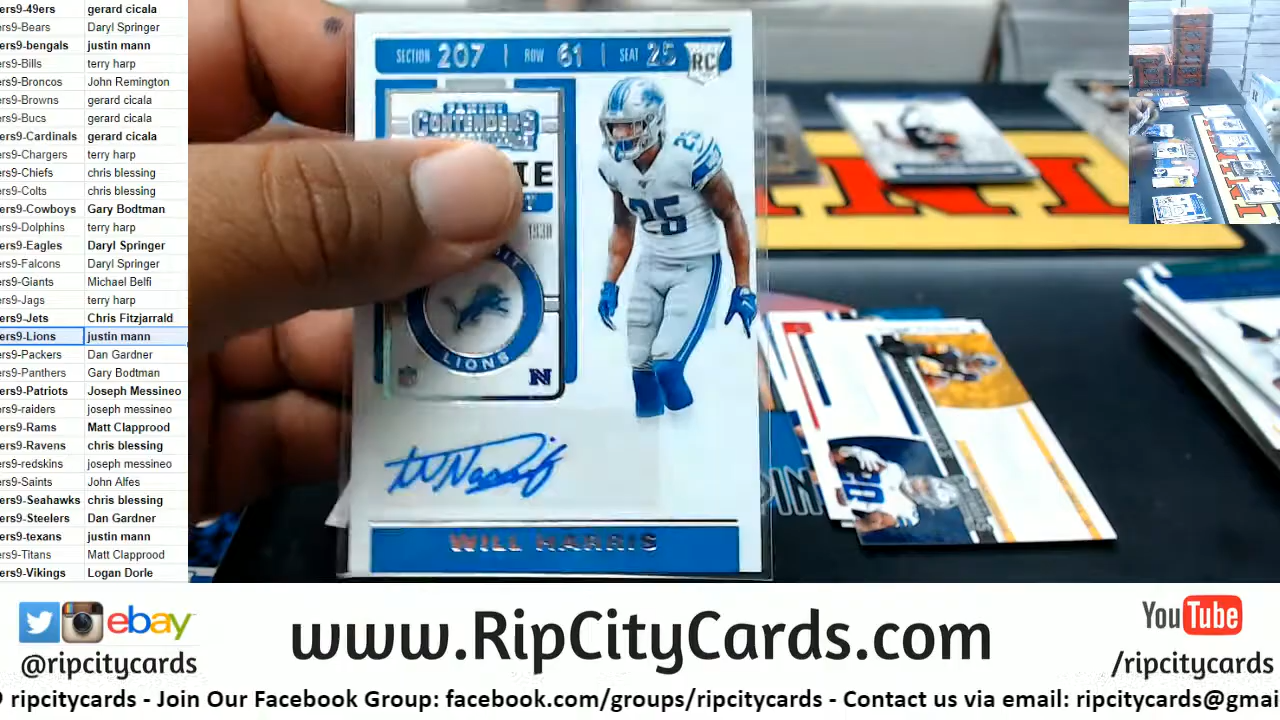 ers9-49ers gerard cicala
ers9-Bears Daryl Springer
ers9-bengals justin mann
ers9-Bills terry harp
ers9-Broncos John Remington
ers9-Browns gerard cicala
ers9-Bucs gerard cicala
ers9-Cardinals gerard cicala
ers9-Chargers terry harp
ers9-Chiefs chris blessing
ers9-Colts chris blessing
ers9-Cowboys Gary Bodtman
ers9-Dolphins terry harp
ers9-Eagles Daryl Springer
ers9-Falcons Daryl Springer
ers9-Giants Michael Belfi
ers9-Jags terry harp
ers9-Jets Chris Fitzjarrald
ers9-Lions justin mann
ers9-Packers Dan Gardner
ers9-Panthers Gary Bodtman
ers9-Patriots Joseph Messineo
ers9-raiders joseph messineo
ers9-Rams Matt Clapprood
ers9-Ravens chris blessing
ers9-redskins joseph messineo
ers9-Saints John Alfes
ers9-Seahawks chris blessing
ers9-Steelers Dan Gardner
ers9-texans justin mann
ers9-Titans Matt Clapprood
ers9-Vikings Logan Dorle
SECTION 207 | ROW 61 | SEAT 25 RC
PANINI
CONTENDERS
IE
LIONS
25
N
WILL HARRIS
20
ebay
@ripcitycards
www.RipCityCards.com
YouTube
/ripcitycards
ripcitycards - Join Our Facebook Group: facebook.com/groups/ripcitycards - Contact us via email: ripcitycards@gmai